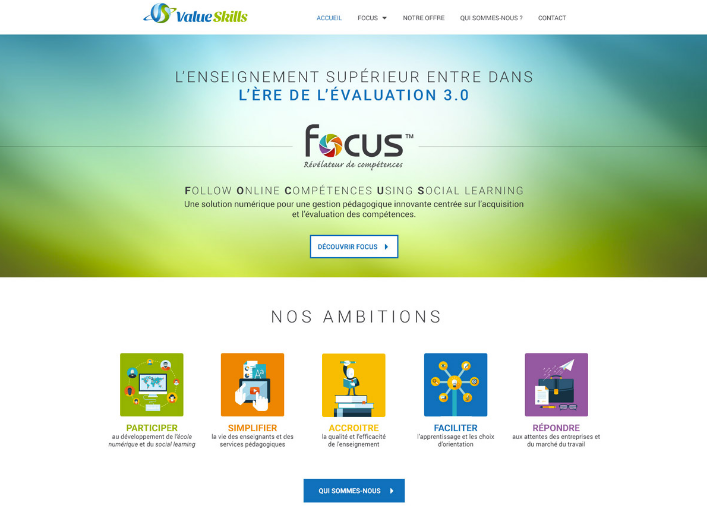 Value Skills
ACCUEIL FOCUS NOTRE OFFRE QUI SOMMES-NOUS ? CONTACT
L'ENSEIGNEMENT SUPÉRIEUR ENTRE DANS
L'ÈRE DE L'ÉVALUATION 3.0
focus™
Révélateur de compétences
FOLLOW ONLINE COMPÉTENCES USING SOCIAL LEARNING
Une solution numérique pour une gestion pédagogique innovante centrée sur l'acquisition
et l'évaluation des compétences.
DÉCOUVRIR FOCUS
NOS AMBITIONS
PARTICIPER
au développement de l'école
numérique et du social learning
SIMPLIFIER
la vie des enseignants et des
services pédagogiques
ACCROITRE
la qualité et l'efficacité
de l'enseignement
FACILITER
l'apprentissage et les choix
d'orientation
RÉPONDRE
aux attentes des entreprises et
du marché du travail
QUI SOMMES-NOUS